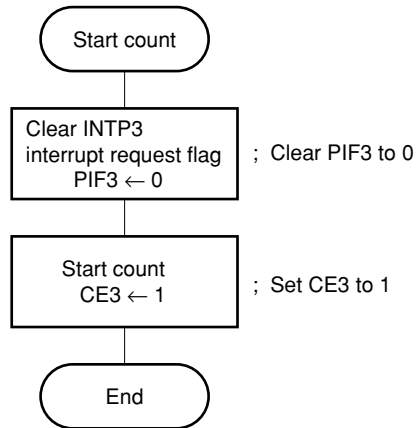 Start count
Clear INTP3
interrupt request flag
PIF3 ← 0
; Clear PIF3 to 0
Start count
CE3 ← 1
; Set CE3 to 1
End